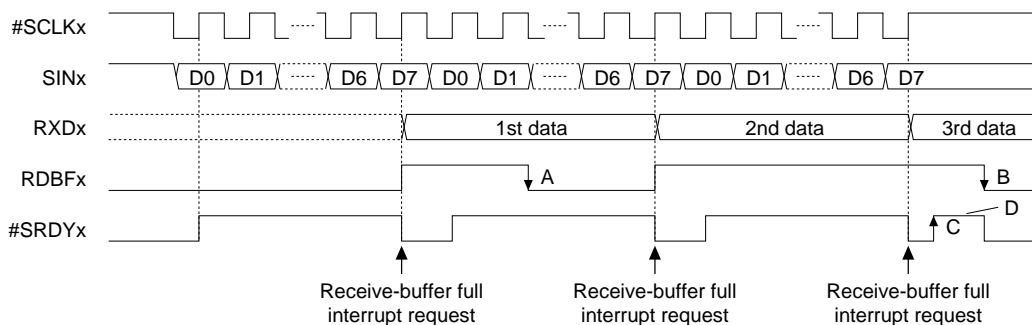 #SCLKx
SINx D0 D1 D6 D7 D0 D1 D6 D7 D0 D1 D6 D7
RXDx 1st data 2nd data 3rd data
RDBFx A B
D
#SRDYx C
Receive-buffer full Receive-buffer full Receive-buffer full
interrupt request interrupt request interrupt request